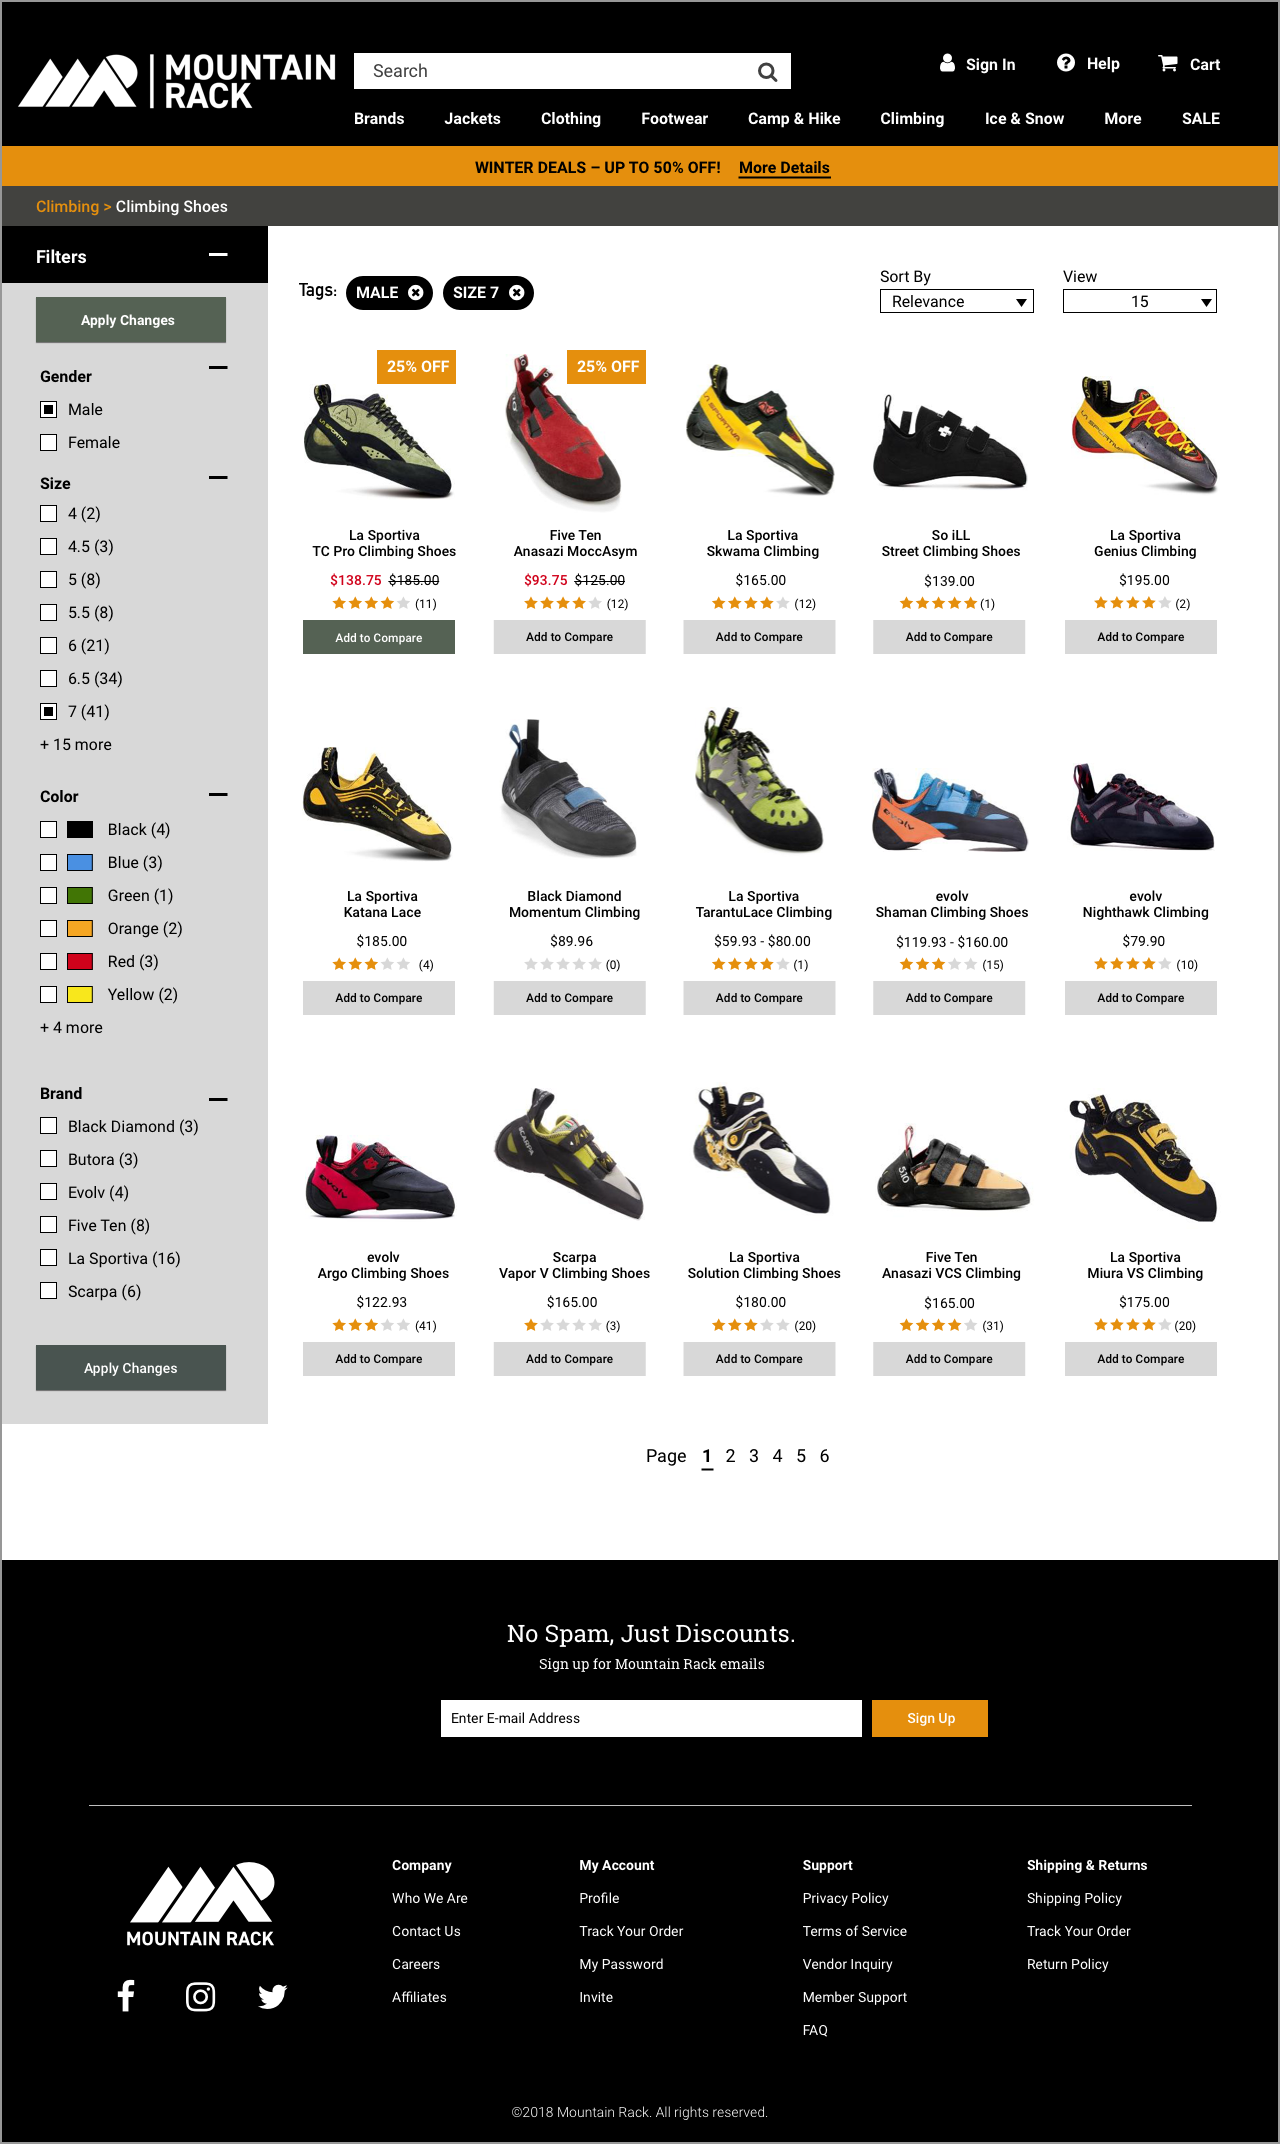 MOUNTAIN
RACK
Search
Sign In
Help
Cart
Brands Jackets Clothing Footwear Camp & Hike Climbing Ice & Snow More SALE
WINTER DEALS – UP TO 50% OFF! More Details
Climbing > Climbing Shoes
Filters
Apply Changes
Gender
Male
Female
Size
4 (2)
4.5 (3)
5 (8)
5.5 (8)
6 (21)
6.5 (34)
7 (41)
+ 15 more
Color
Black (4)
Blue (3)
Green (1)
Orange (2)
Red (3)
Yellow (2)
+ 4 more
Brand
Black Diamond (3)
Butora (3)
Evolv (4)
Five Ten (8)
La Sportiva (16)
Scarpa (6)
Apply Changes
Tags: MALE SIZE 7
Sort By
Relevance
View
15
25% OFF
LA SPORTIVA
La Sportiva
TC Pro Climbing Shoes
$138.75 $185.00
(11)
Add to Compare
25% OFF
Five Ten
Anasazi MoccAsym
$93.75 $125.00
(12)
Add to Compare
LA SPORTIVA
La Sportiva
Skwama Climbing
$165.00
(12)
Add to Compare
So iLL
Street Climbing Shoes
$139.00
(1)
Add to Compare
LA SPORTIVA
La Sportiva
Genius Climbing
$195.00
(2)
Add to Compare
La Sportiva
Katana Lace
$185.00
(4)
Add to Compare
Black Diamond
Momentum Climbing
$89.96
(0)
Add to Compare
La Sportiva
TarantuLace Climbing
$59.93 - $80.00
(1)
Add to Compare
evolv
evolv
Shaman Climbing Shoes
$119.93 - $160.00
(15)
Add to Compare
evolv
evolv
Nighthawk Climbing
$79.90
(10)
Add to Compare
evolv
evolv
Argo Climbing Shoes
$122.93
(41)
Add to Compare
SCARPA
Scarpa
Vapor V Climbing Shoes
$165.00
(3)
Add to Compare
La Sportiva
Solution Climbing Shoes
$180.00
(20)
Add to Compare
510
Five Ten
Anasazi VCS Climbing
$165.00
(31)
Add to Compare
La Sportiva
Miura VS Climbing
$175.00
(20)
Add to Compare
Page 1 2 3 4 5 6
No Spam, Just Discounts.
Sign up for Mountain Rack emails
Enter E-mail Address
Sign Up
MOUNTAIN RACK
Company
Who We Are
Contact Us
Careers
Affiliates
My Account
Profile
Track Your Order
My Password
Invite
Support
Privacy Policy
Terms of Service
Vendor Inquiry
Member Support
FAQ
Shipping & Returns
Shipping Policy
Track Your Order
Return Policy
©2018 Mountain Rack. All rights reserved.